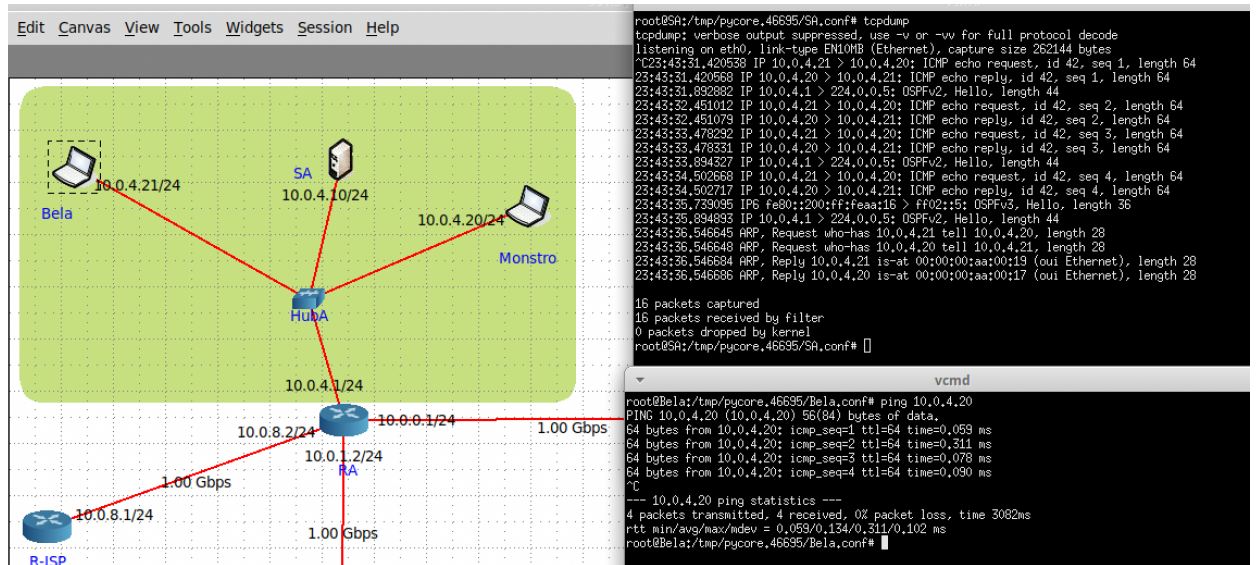 Edit Canvas View Tools Widgets Session Help
10.0.4.21/24
Bela
SA
10.0.4.10/24
10.0.4.20/24
Monstro
HubA
10.0.4.1/24
10.0.0.1/24
1.00 Gbps
10.0.8.2/24
10.0.1.2/24
RA
1.00 Gbps
10.0.8.1/24
1.00 Gbps
R-ISP
root@SA:/tmp/pycore.46695/SA.conf# tcpdump
tcpdump: verbose output suppressed, use -v or -vv for full protocol decode
listening on eth0, link-type EN10MB (Ethernet), capture size 262144 bytes
^C23:43:31.420538 IP 10.0.4.21 > 10.0.4.20: ICMP echo request, id 42, seq 1, length 64
23:43:31.420568 IP 10.0.4.20 > 10.0.4.21: ICMP echo reply, id 42, seq 1, length 64
23:43:31.892882 IP 10.0.4.1 > 224.0.0.5: OSPFv2, Hello, length 44
23:43:32.451012 IP 10.0.4.21 > 10.0.4.20: ICMP echo request, id 42, seq 2, length 64
23:43:32.451079 IP 10.0.4.20 > 10.0.4.21: ICMP echo reply, id 42, seq 2, length 64
23:43:33.478292 IP 10.0.4.21 > 10.0.4.20: ICMP echo request, id 42, seq 3, length 64
23:43:33.478331 IP 10.0.4.20 > 10.0.4.21: ICMP echo reply, id 42, seq 3, length 64
23:43:33.894327 IP 10.0.4.1 > 224.0.0.5: OSPFv2, Hello, length 44
23:43:34.502668 IP 10.0.4.21 > 10.0.4.20: ICMP echo request, id 42, seq 4, length 64
23:43:34.502717 IP 10.0.4.20 > 10.0.4.21: ICMP echo reply, id 42, seq 4, length 64
23:43:35.739095 IP6 fe80::200:ff:feaa:16 > ff02::5: OSPFv3, Hello, length 36
23:43:35.894893 IP 10.0.4.1 > 224.0.0.5: OSPFv2, Hello, length 44
23:43:36.546645 ARP, Request who-has 10.0.4.21 tell 10.0.4.20, length 28
23:43:36.546648 ARP, Request who-has 10.0.4.20 tell 10.0.4.21, length 28
23:43:36.546684 ARP, Reply 10.0.4.21 is-at 00:00:00:aa:00:19 (oui Ethernet), length 28
23:43:36.546686 ARP, Reply 10.0.4.20 is-at 00:00:00:aa:00:17 (oui Ethernet), length 28
16 packets captured
16 packets received by filter
0 packets dropped by kernel
root@SA:/tmp/pycore.46695/SA.conf#
vcmd
root@Bela:/tmp/pycore.46695/Bela.conf# ping 10.0.4.20
PING 10.0.4.20 (10.0.4.20) 56(84) bytes of data.
64 bytes from 10.0.4.20: icmp_seq=1 ttl=64 time=0.059 ms
64 bytes from 10.0.4.20: icmp_seq=2 ttl=64 time=0.311 ms
64 bytes from 10.0.4.20: icmp_seq=3 ttl=64 time=0.078 ms
64 bytes from 10.0.4.20: icmp_seq=4 ttl=64 time=0.090 ms
^C
--- 10.0.4.20 ping statistics ---
4 packets transmitted, 4 received, 0% packet loss, time 3082ms
rtt min/avg/max/mdev = 0.059/0.134/0.311/0.102 ms
root@Bela:/tmp/pycore.46695/Bela.conf#